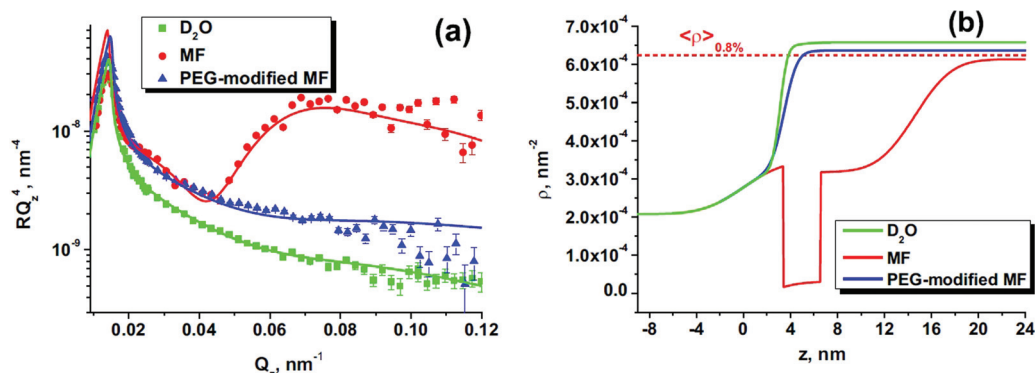 (a)
D₂O
MF
PEG-modified MF
RQ⁴z, nm⁻⁴
10⁻⁸
10⁻⁹
0.02 0.04 0.06 0.08 0.10 0.12
nm⁻¹
(b)
<ρ>0.8%
ρ, nm⁻²
7.0x10⁻⁴
6.0x10⁻⁴
5.0x10⁻⁴
4.0x10⁻⁴
3.0x10⁻⁴
2.0x10⁻⁴
1.0x10⁻⁴
0.0
D₂O
MF
PEG-modified MF
-8 -4 0 4 8 12 16 20 24
z, nm